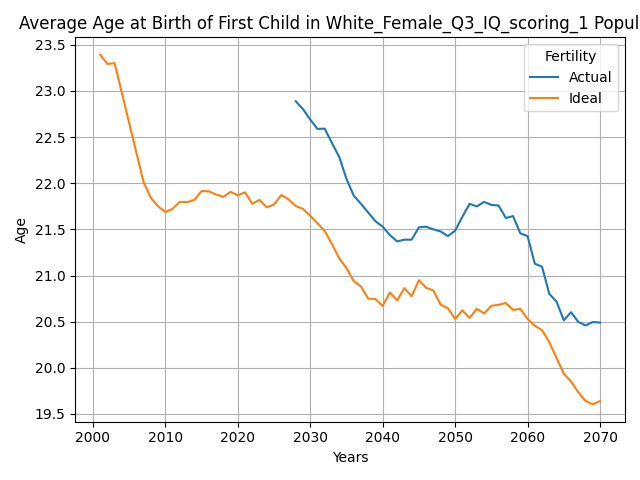 Average Age at Birth of First Child in White_Female_Q3_IQ_scoring_1 Popul
23.5
23.0
22.5
22.0
21.5
21.0
20.5
20.0
19.5
Age
Fertility
Actual
Ideal
2000 2010 2020 2030 2040 2050 2060 2070
Years